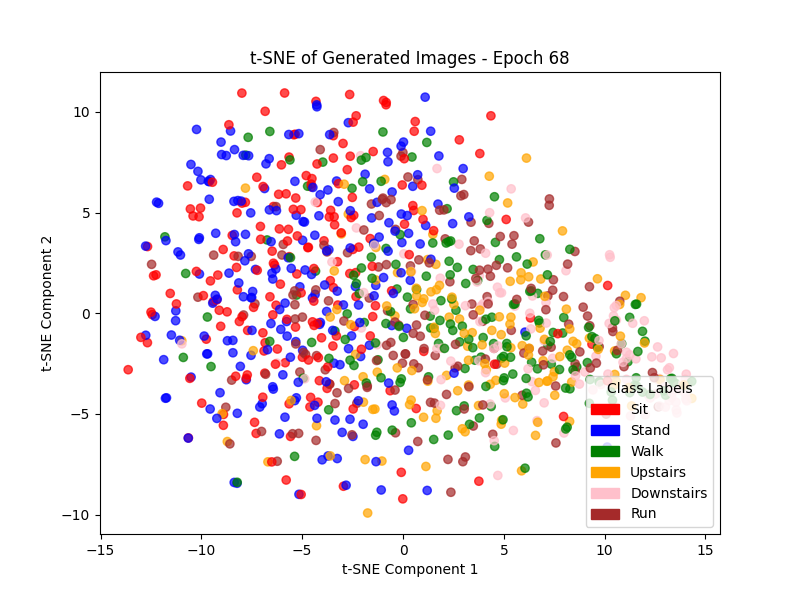 t-SNE of Generated Images - Epoch 68
t-SNE Component 2
10
5
0
−5
−10
−15
−10
−5
0
5
10
15
t-SNE Component 1
Class Labels
Sit
Stand
Walk
Upstairs
Downstairs
Run